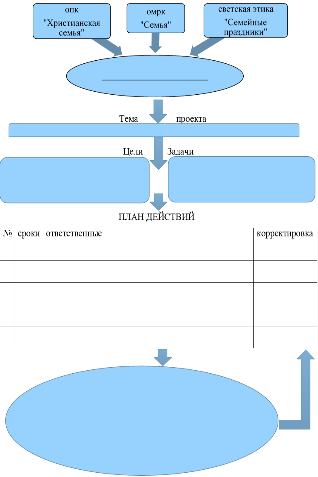 опк
"Христианская
семья"
омрк
"Семья"
светская этика
"Семейные
праздники"
Тема проекта
Цели Задачи
ПЛАН ДЕЙСТВИЙ
№ сроки ответственные корректировка